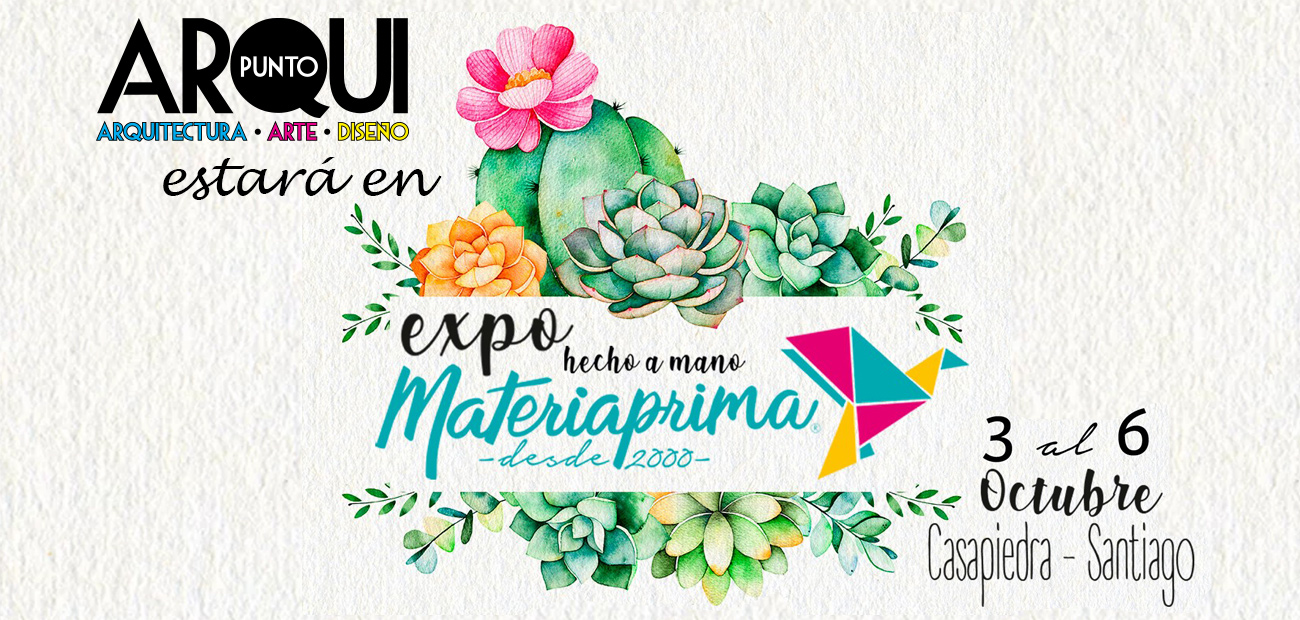 ARQUI
PUNTO
ARQUITECTURA • ARTE • DISEÑO
estará en
expo
hecho a mano
Materiaprima®
-desde 2000-
3 al 6
Octubre
Casapiedra - Santiago